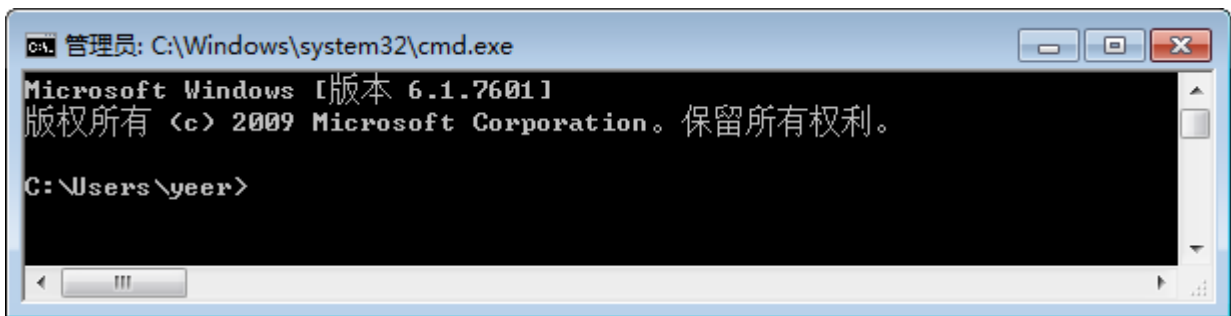 管理员: C:\Windows\system32\cmd.exe
Microsoft Windows [版本 6.1.7601]
版权所有 (c) 2009 Microsoft Corporation。保留所有权利。
C:\Users\yeer>